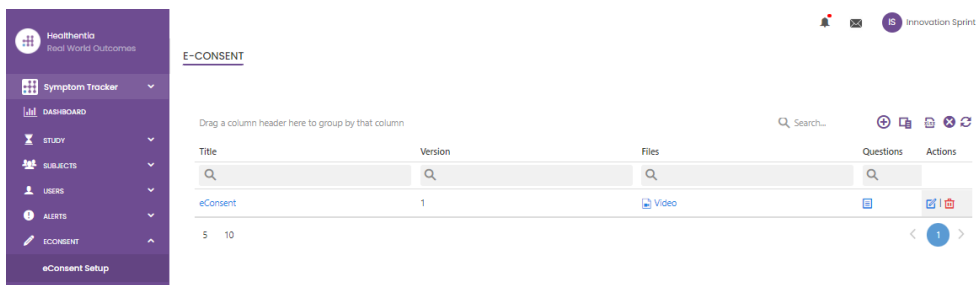 Healthentia
Real World Outcomes
IS Innovation Sprint
E-CONSENT
Symptom Tracker
DASHBOARD
STUDY
SUBJECTS
USERS
ALERTS
ECONSENT
eConsent Setup
Drag a column header here to group by that column
Search...
Title Version Files Questions Actions
eConsent 1 Video
5 10 1